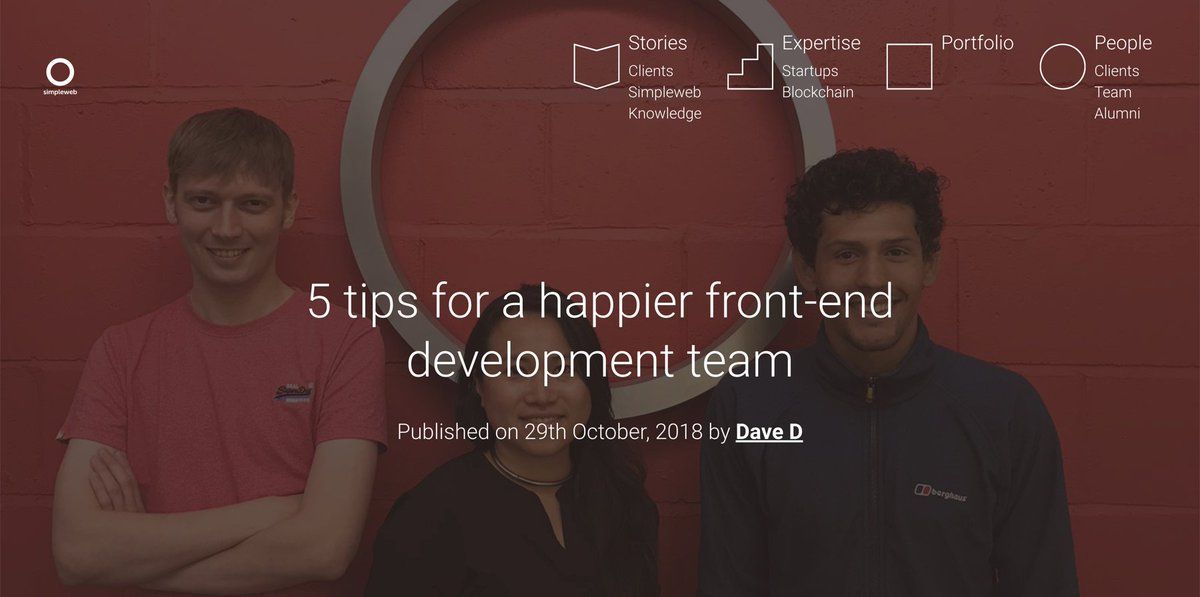 simpleweb
Stories
Clients
Simpleweb
Knowledge
Expertise
Startups
Blockchain
Portfolio
People
Clients
Team
Alumni
5 tips for a happier front-end
development team
Published on 29th October, 2018 by Dave D
berghaus